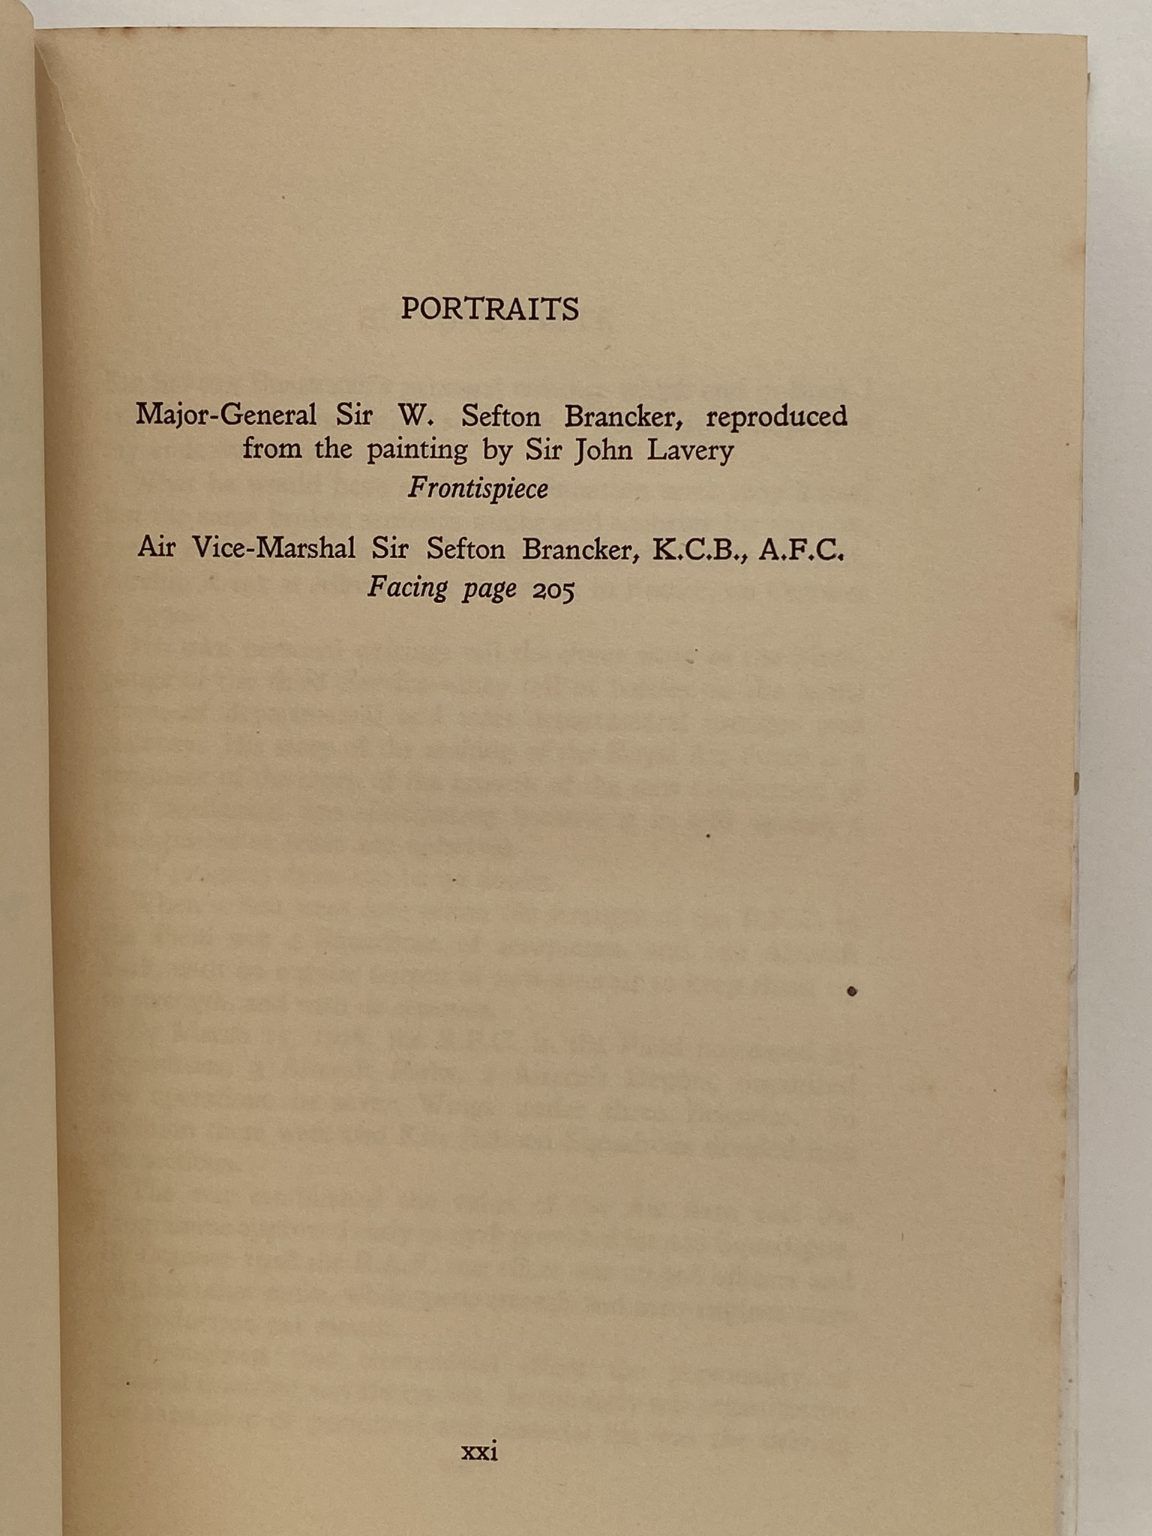 PORTRAITS
Major-General Sir W. Sefton Brancker, reproduced
from the painting by Sir John Lavery
Frontispiece
Air Vice-Marshal Sir Sefton Brancker, K.C.B., A.F.C.
Facing page 205
xxi